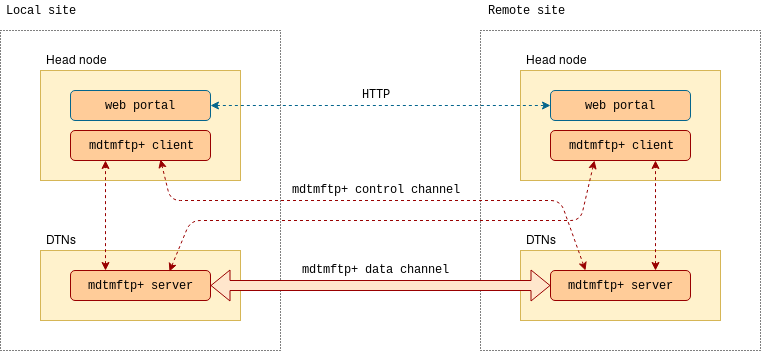 Local site
Remote site
Head node
Head node
web portal
HTTP
web portal
mdtmftp+ client
mdtmftp+ client
mdtmftp+ control channel
DTNs
DTNs
mdtmftp+ data channel
mdtmftp+ server
mdtmftp+ server